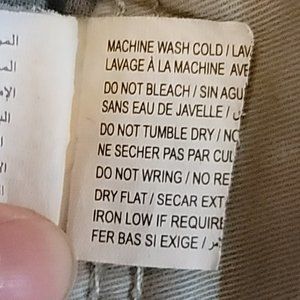 MACHINE WASH COLD / LAV
LAVAGE À LA MACHINE AVE
DO NOT BLEACH / SIN AGU
SANS EAU DE JAVELLE /
DO NOT TUMBLE DRY / NO
NE SECHER PAS PAR CUL
DO NOT WRING / NO RE
DRY FLAT / SECAR EXT
IRON LOW IF REQUIRE
FER BAS SI EXIGE /